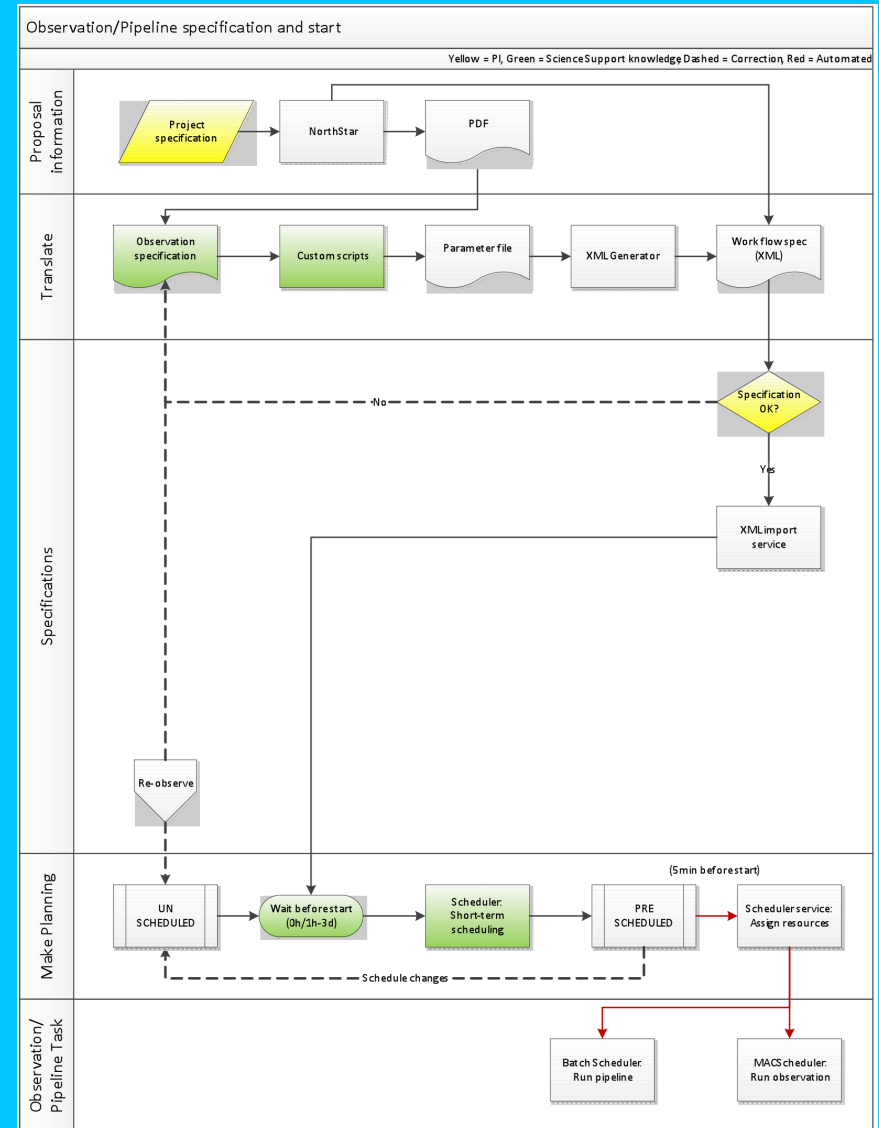 Observation/Pipeline specification and start
Yellow = PI, Green = Science Support knowledge, Dashed = Correction, Red = Automated
Proposal
information
Project
specification
NorthStar
PDF
Translate
Observation
specification
Custom scripts
Parameter file
XML Generator
Work flow spec
(XML)
Specifications
Specification
OK?
No
Yes
XML import
service
Re-observe
Make Planning
(5min before start)
UN
SCHEDULED
Wait before start
(0h/1h-3d)
Scheduler:
Short-term
scheduling
PRE
SCHEDULED
Scheduler service:
Assign resources
Schedule changes
Observation/
Pipeline Task
Batch Scheduler:
Run pipeline
MACScheduler:
Run observation